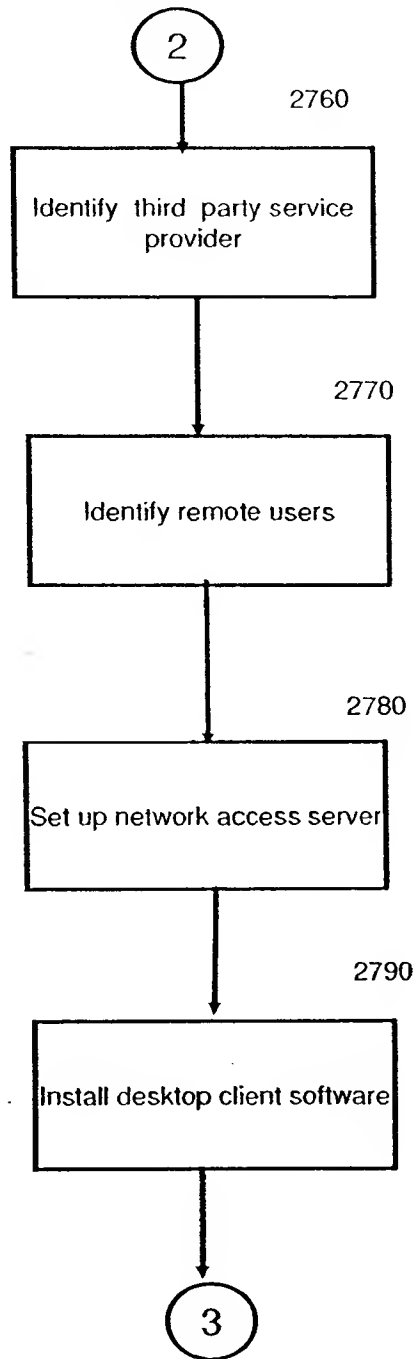 2
2760
Identify third party service
provider
2770
Identify remote users
2780
Set up network access server
2790
Install desktop client software
3